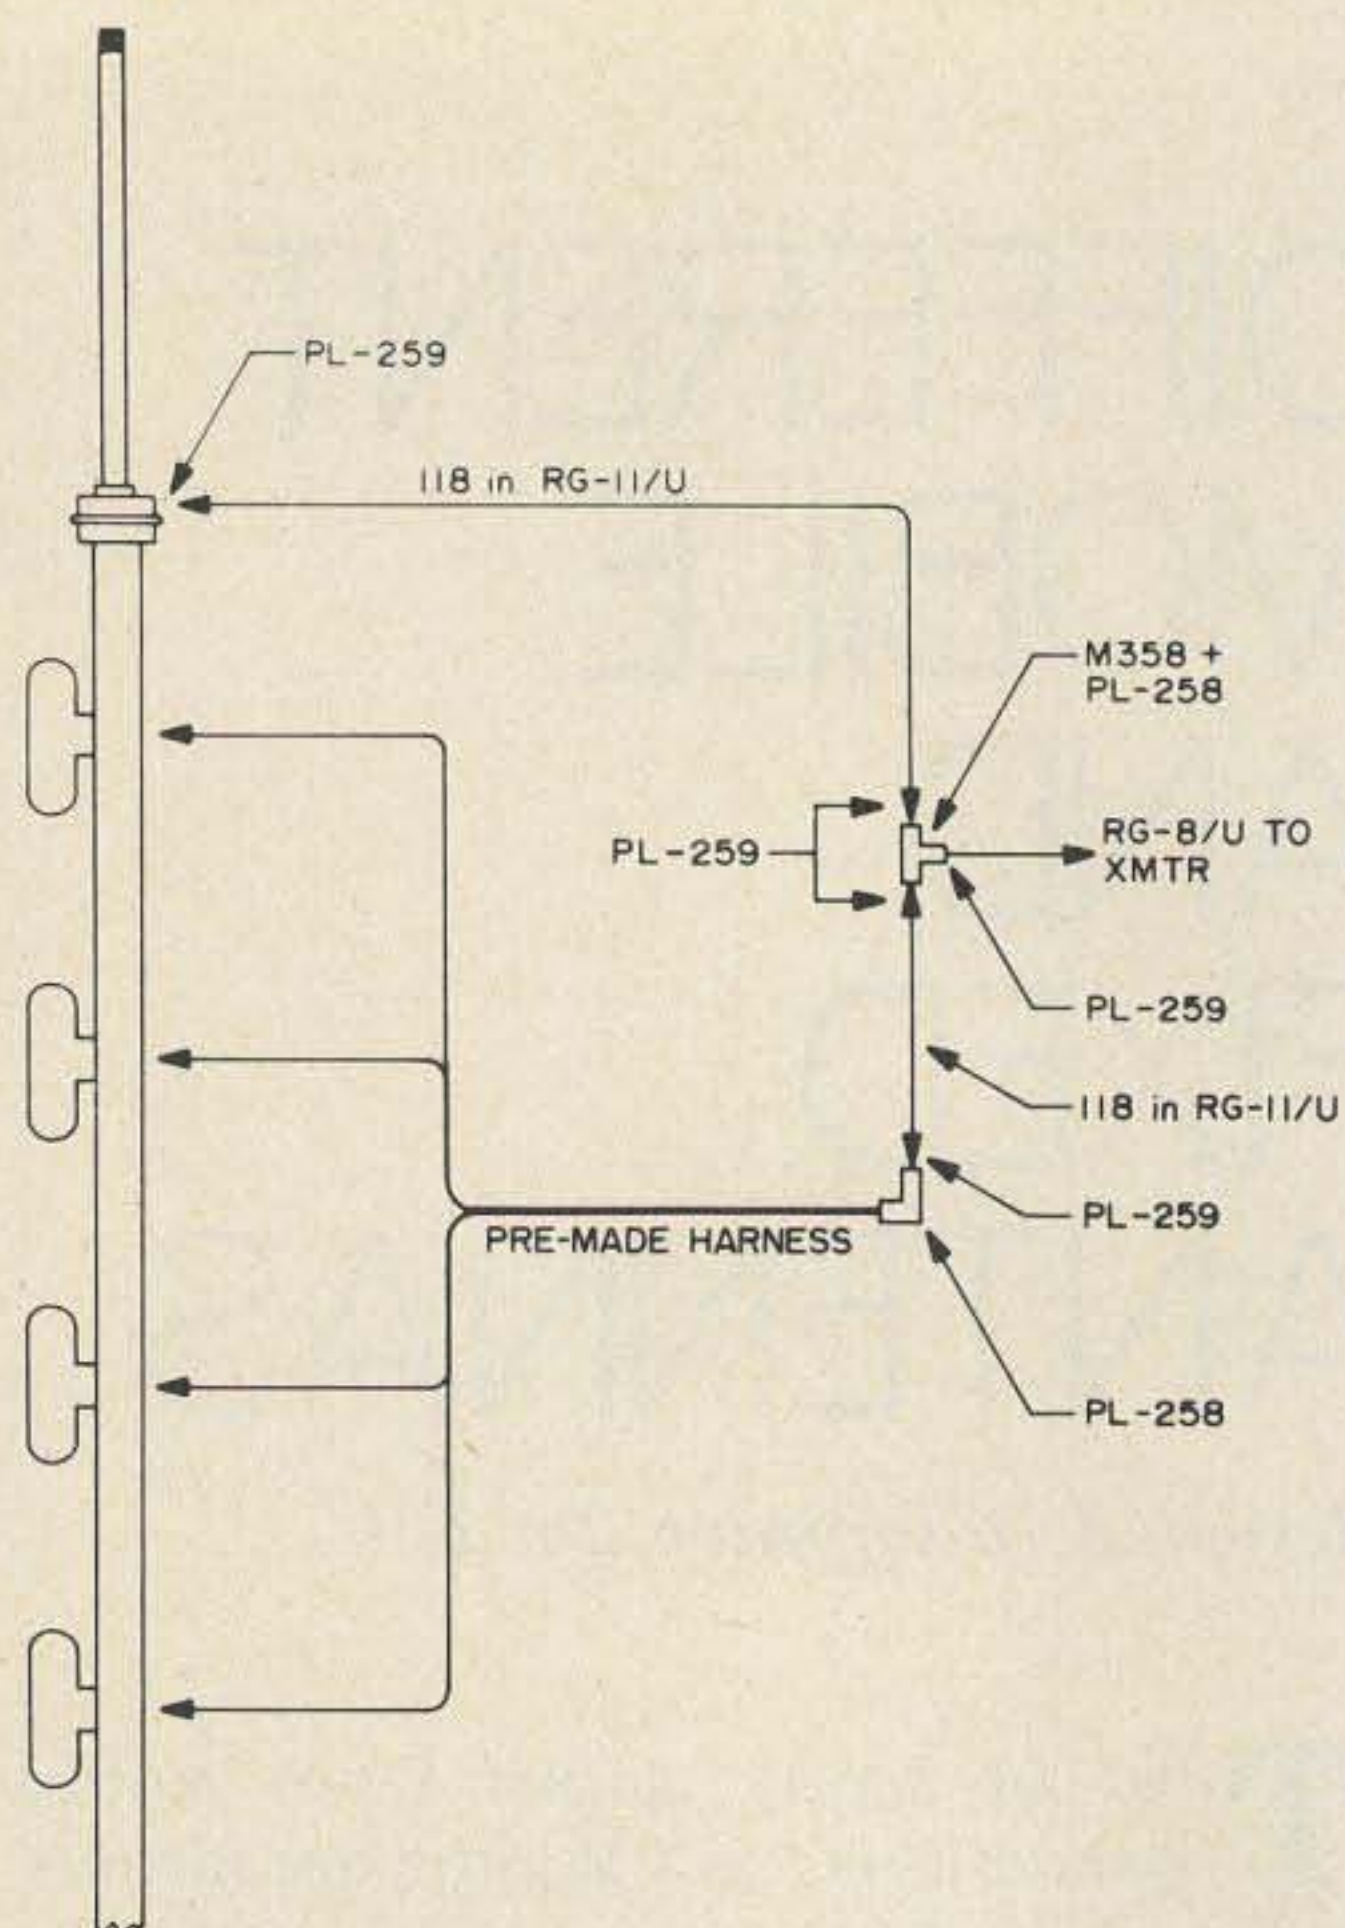 PL-259
118 in RG-11/U
M358 +
PL-258
PL-259
RG-8/U TO
XMTR
PL-259
118 in RG-11/U
PL-259
PRE-MADE HARNESS
PL-258